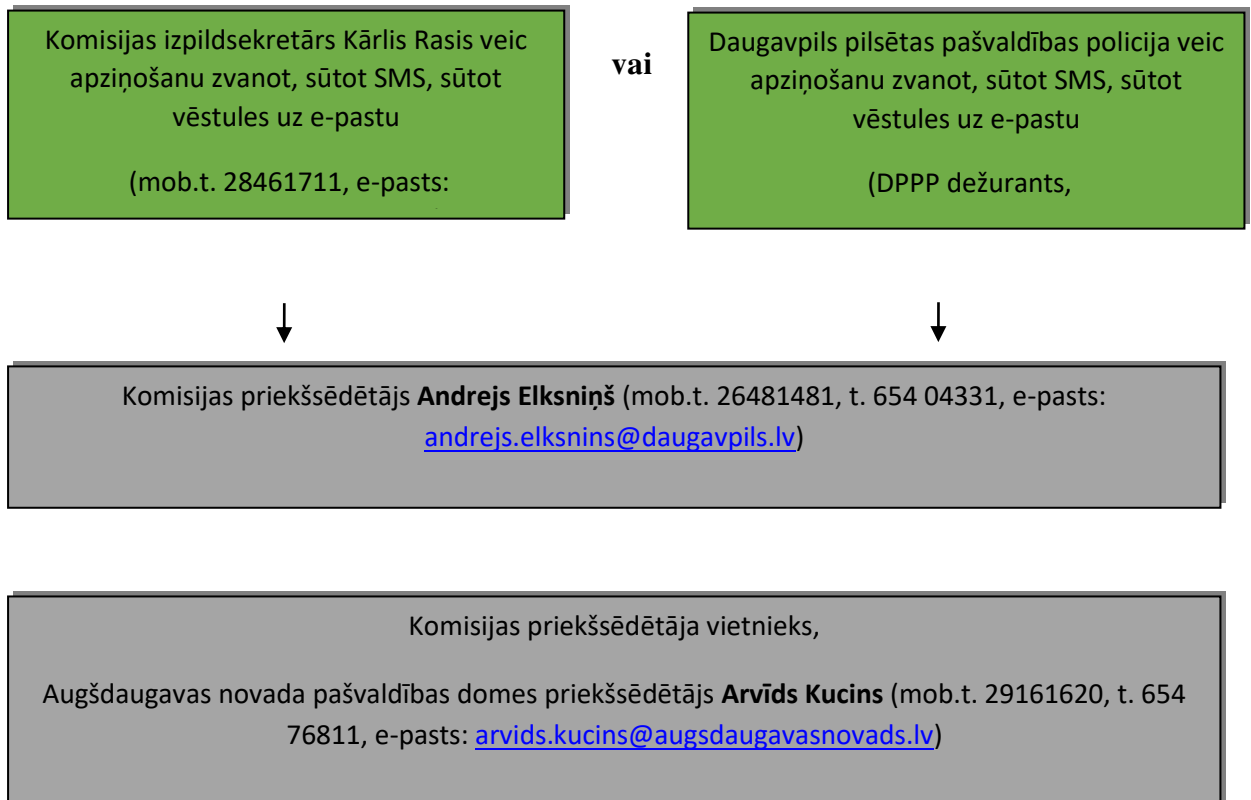 Komisijas izpildsekretārs Kārlis Rasis veic
apziņošanu zvanot, sūtot SMS, sūtot
vēstules uz e-pastu
(mob.t. 28461711, e-pasts:
vai
Daugavpils pilsētas pašvaldības policija veic
apziņošanu zvanot, sūtot SMS, sūtot
vēstules uz e-pastu
(DPPP dežurants,
Komisijas priekšsēdētājs Andrejs Elksniņš (mob.t. 26481481, t. 654 04331, e-pasts:
andrejs.elksnins@daugavpils.lv)
Komisijas priekšsēdētāja vietnieks,
Augšdaugavas novada pašvaldības domes priekšsēdētājs Arvīds Kucins (mob.t. 29161620, t. 654
76811, e-pasts: arvids.kucins@augsdaugavasnovads.lv)